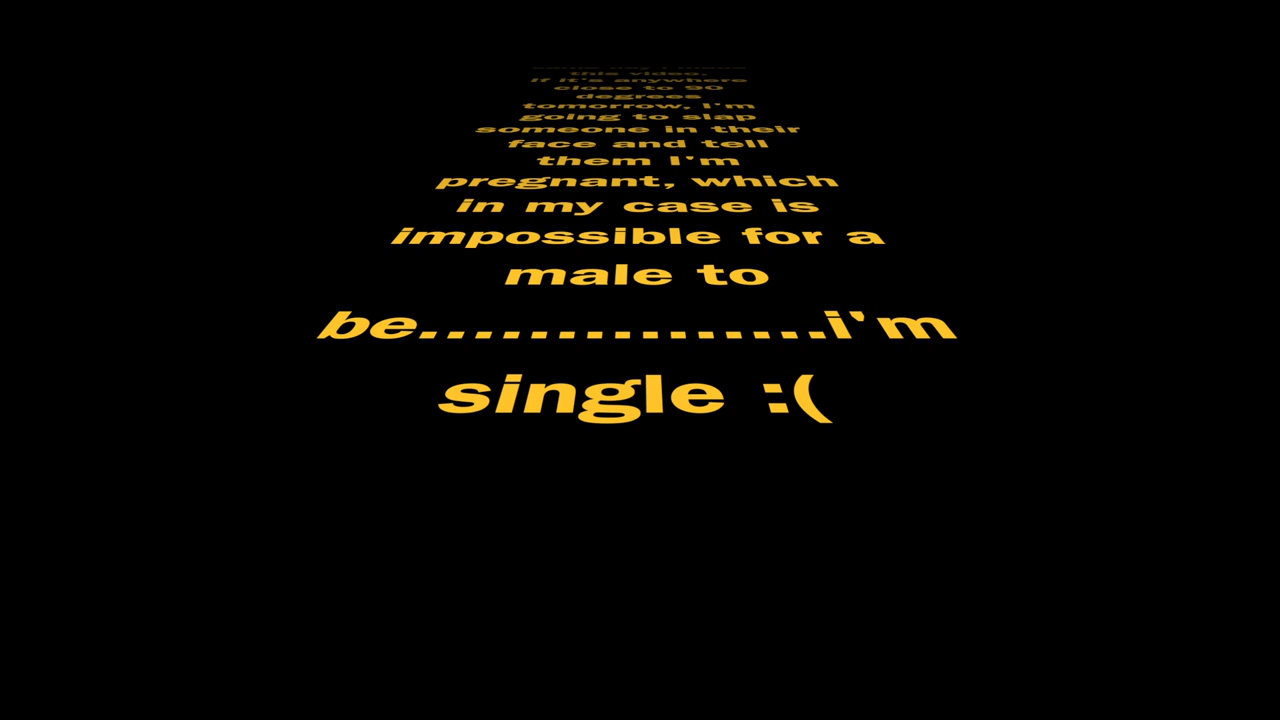 this video.
If it's anywhere
close to 90
degrees
tomorrow, I'm
going to slap
someone in their
face and tell
them I'm
pregnant, which
in my case is
impossible for a
male to
be...............i'm
single :(